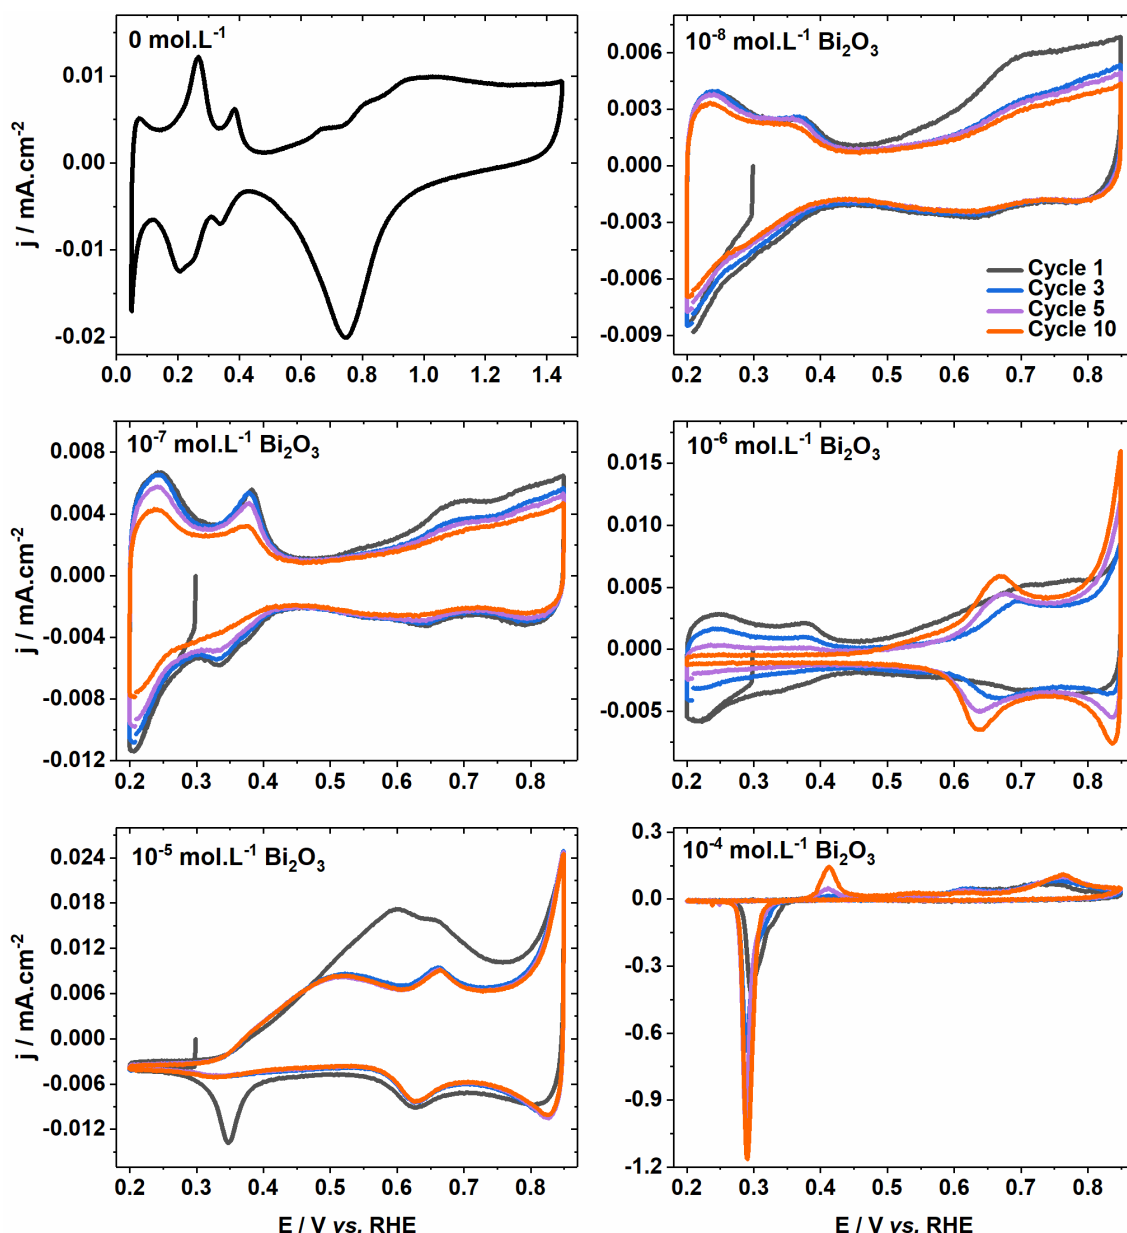 0 mol.L⁻¹
0.01
0.00
-0.01
-0.02
j / mA.cm⁻²
0.0 0.2 0.4 0.6 0.8 1.0 1.2 1.4
10⁻⁸ mol.L⁻¹ Bi₂O₃
0.006
0.003
0.000
-0.003
-0.006
-0.009
Cycle 1
Cycle 3
Cycle 5
Cycle 10
0.2 0.3 0.4 0.5 0.6 0.7 0.8
10⁻⁷ mol.L⁻¹ Bi₂O₃
0.008
0.004
0.000
-0.004
-0.008
-0.012
j / mA.cm⁻²
0.2 0.3 0.4 0.5 0.6 0.7 0.8
10⁻⁶ mol.L⁻¹ Bi₂O₃
0.015
0.010
0.005
0.000
-0.005
0.2 0.3 0.4 0.5 0.6 0.7 0.8
10⁻⁵ mol.L⁻¹ Bi₂O₃
0.024
0.018
0.012
0.006
0.000
-0.006
-0.012
j / mA.cm⁻²
0.2 0.3 0.4 0.5 0.6 0.7 0.8
E / V vs. RHE
10⁻⁴ mol.L⁻¹ Bi₂O₃
0.3
0.0
-0.3
-0.6
-0.9
-1.2
0.2 0.3 0.4 0.5 0.6 0.7 0.8
E / V vs. RHE